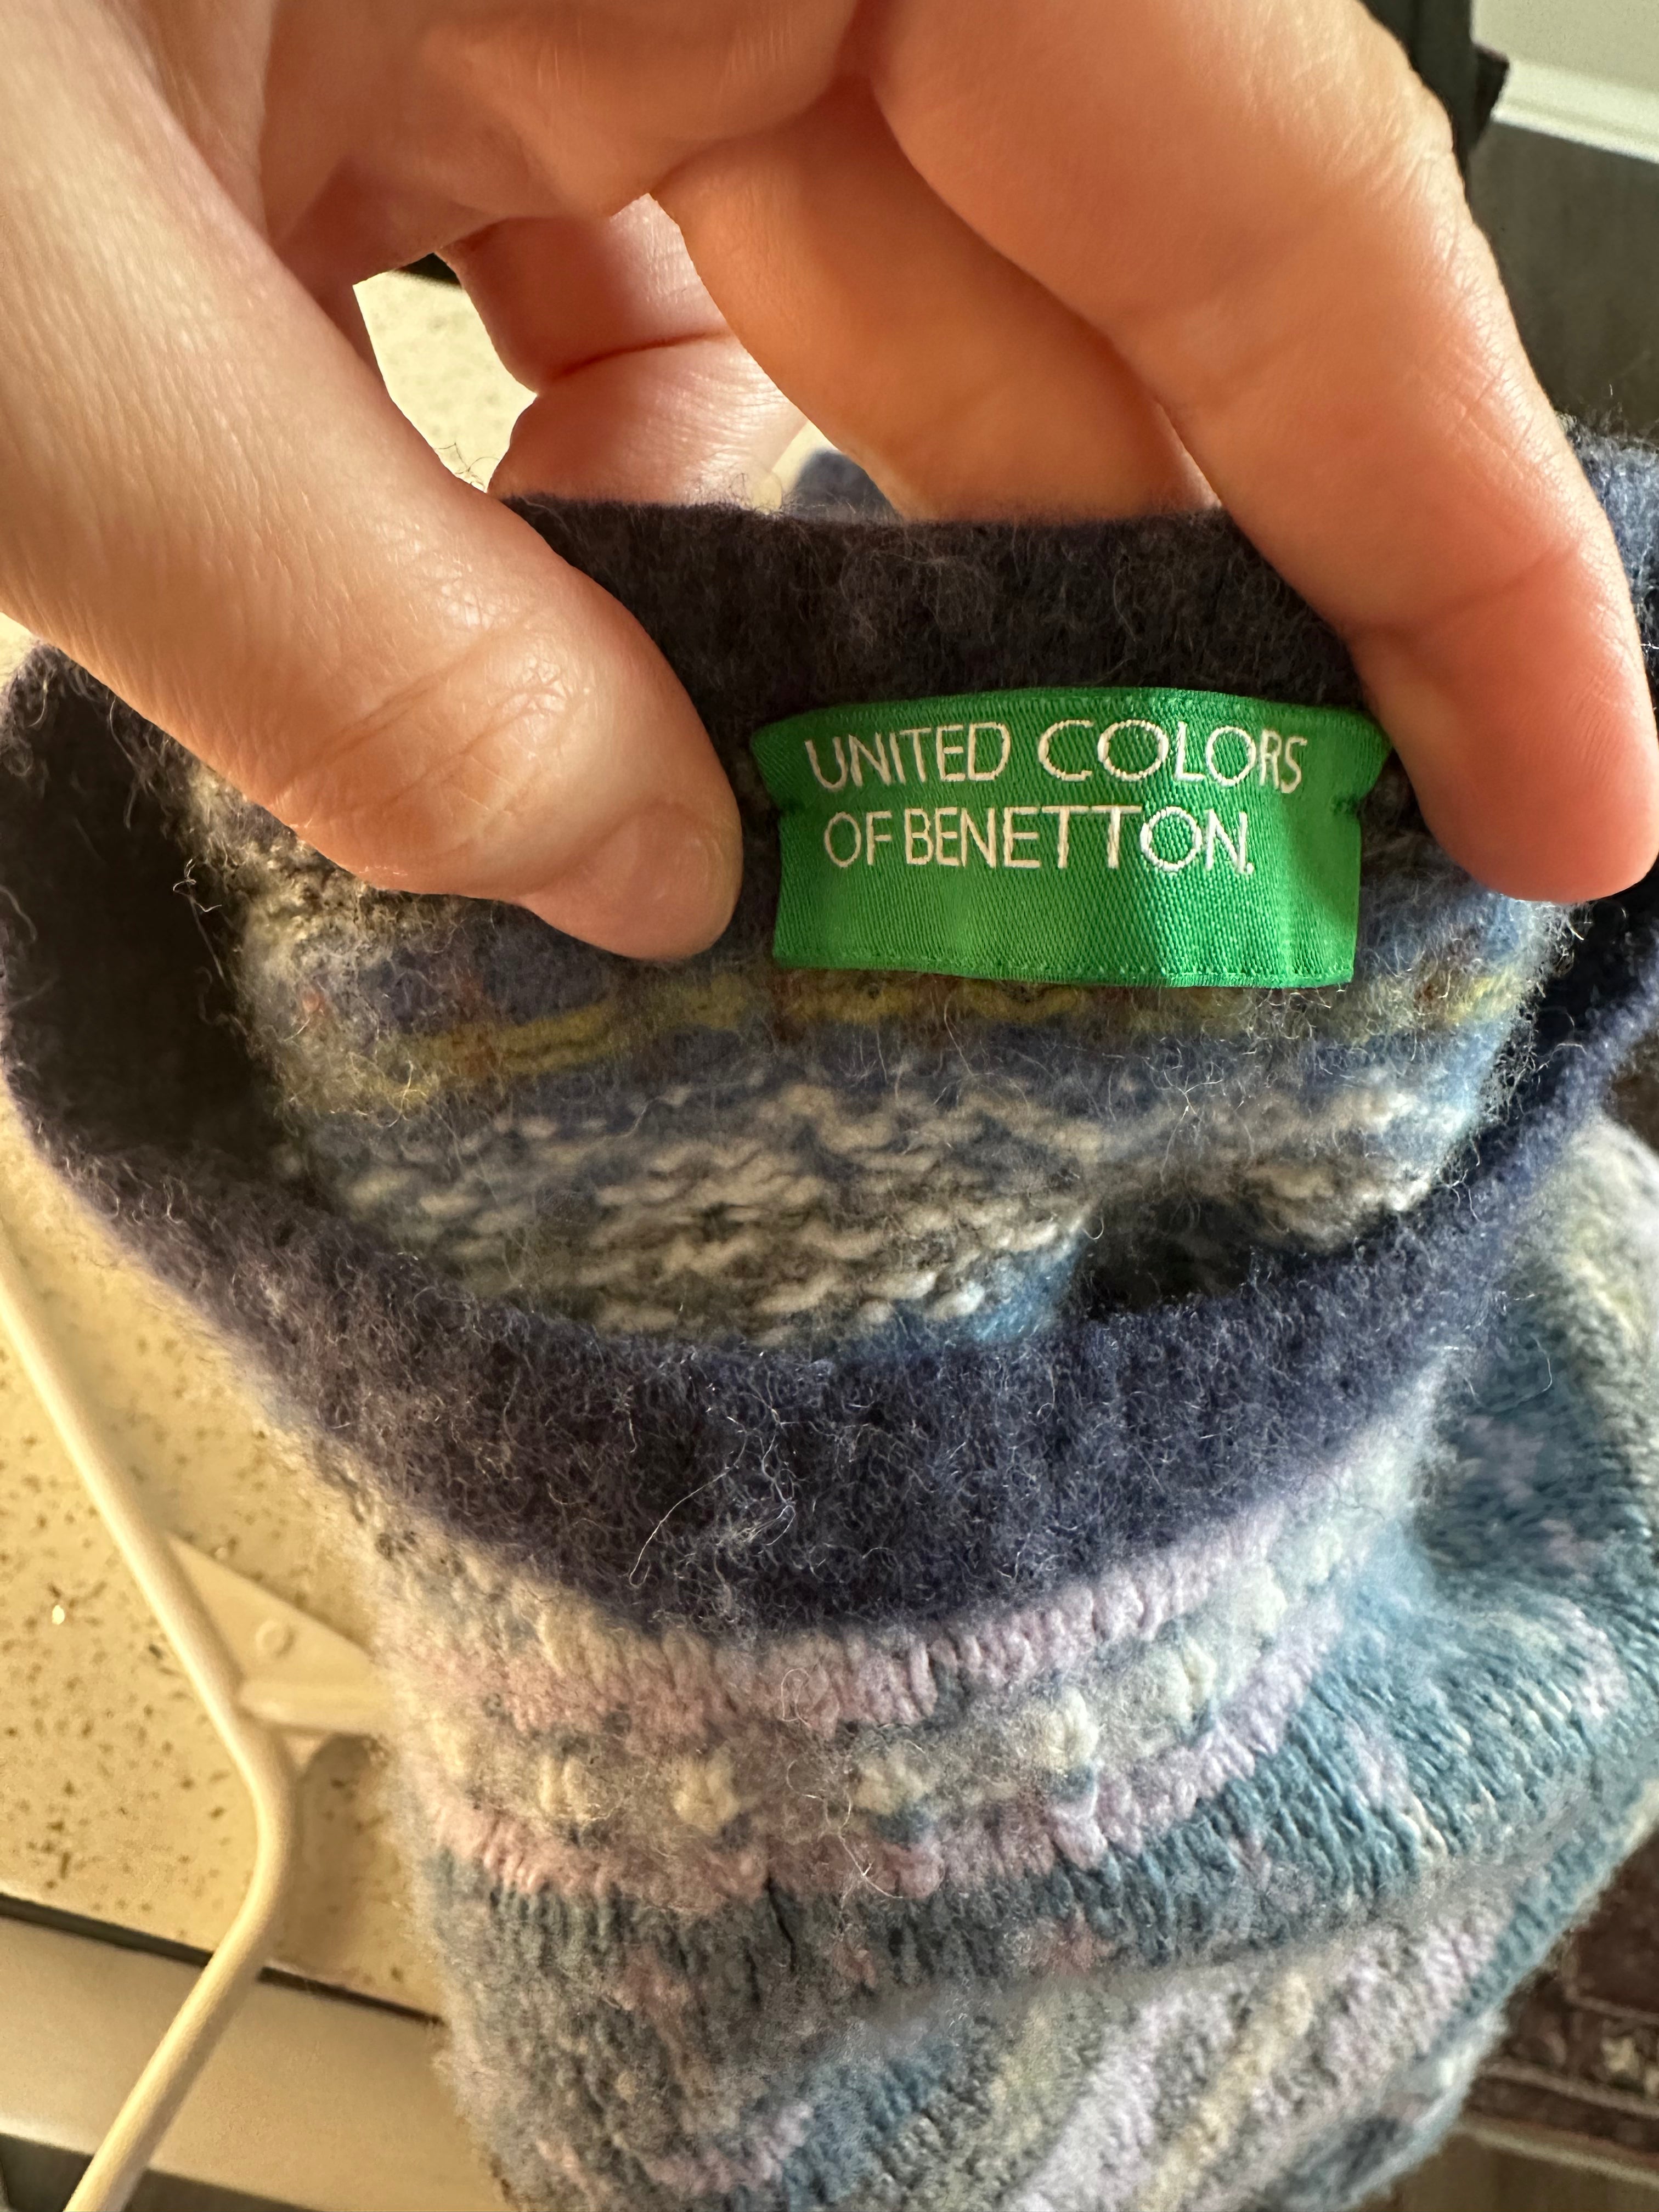 UNITED COLORS
OF BENETTON.